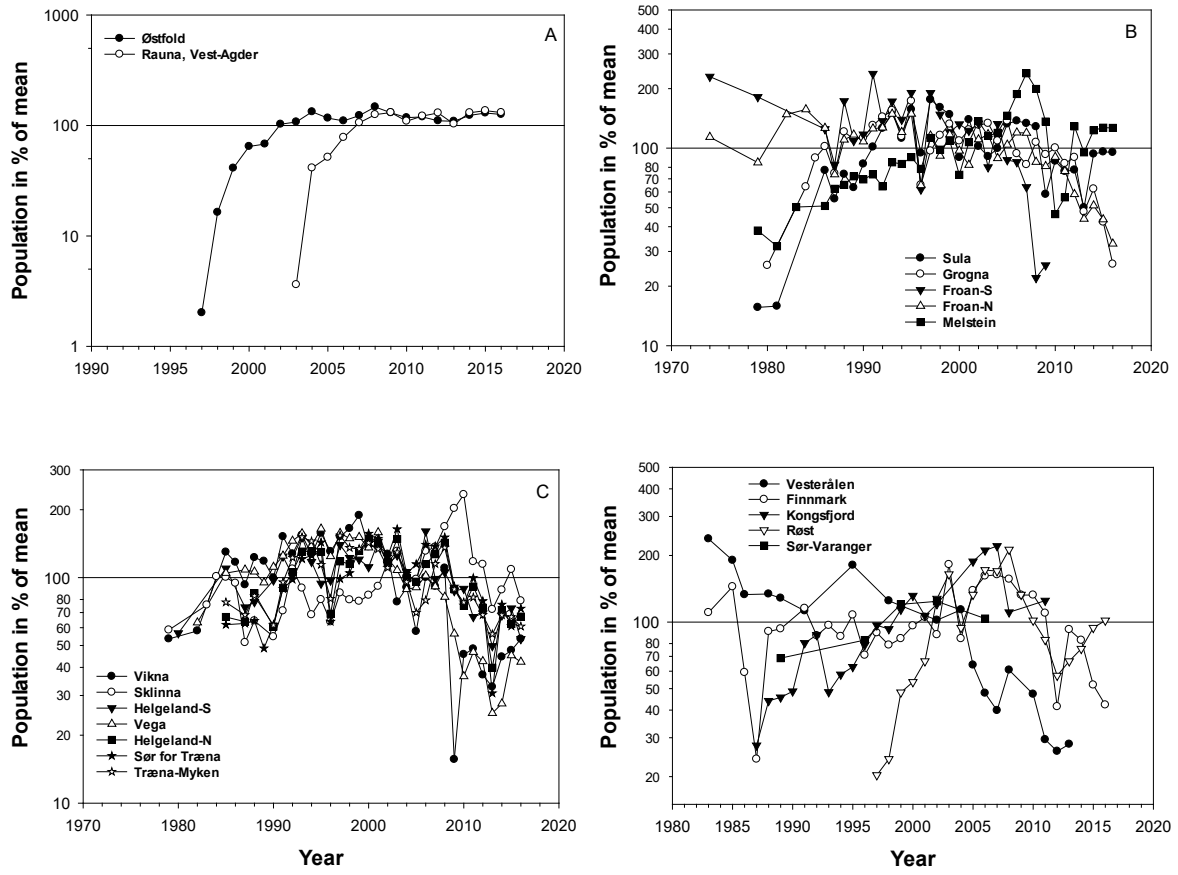 1000
100
10
1
Population in % of mean
Østfold
Rauna, Vest-Agder
A
1990 1995 2000 2005 2010 2015 2020
500
400
300
200
100
80
70
60
50
40
30
20
10
Population in % of mean
B
Sula
Grogna
Froan-S
Froan-N
Melstein
1970 1980 1990 2000 2010 2020
300
200
100
80
70
60
50
40
30
20
10
Population in % of mean
C
Vikna
Sklinna
Helgeland-S
Vega
Helgeland-N
Sør for Træna
Træna-Myken
1970 1980 1990 2000 2010 2020
Year
500
400
300
200
100
80
70
60
50
40
30
20
Population in % of mean
Vesterålen
Finnmark
Kongsfjord
Røst
Sør-Varanger
1980 1985 1990 1995 2000 2005 2010 2015 2020
Year